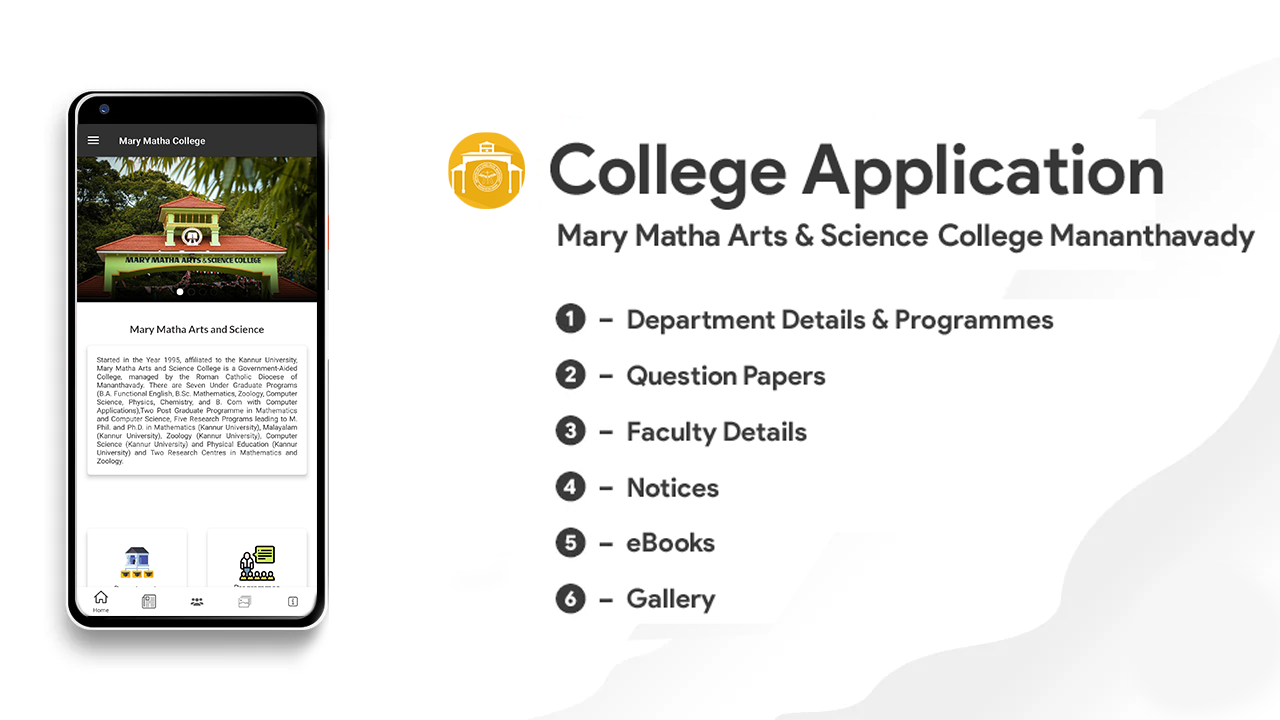 Mary Matha College
MARY MATHA ARTS & SCIENCE COLLEGE
Mary Matha Arts and Science
Started in the Year 1995, affiliated to the Kannur University,
Mary Matha Arts and Science College is a Government-Aided
College, managed by the Roman Catholic Diocese of
Mananthavady. There are Seven Under Graduate Programs
(B.A. Functional English, B.Sc. Mathematics, Zoology, Computer
Science, Physics, Chemistry, and B. Com with Computer
Applications),Two Post Graduate Programme in Mathematics
and Computer Science, Five Research Programs leading to M.
Phil. and Ph.D. in Mathematics (Kannur University), Malayalam
(Kannur University), Zoology (Kannur University), Computer
Science (Kannur University) and Physical Education (Kannur
University) and Two Research Centres in Mathematics and
Zoology.
Home
College Application
Mary Matha Arts & Science College Mananthavady
1 – Department Details & Programmes
2 – Question Papers
3 – Faculty Details
4 – Notices
5 – eBooks
6 – Gallery